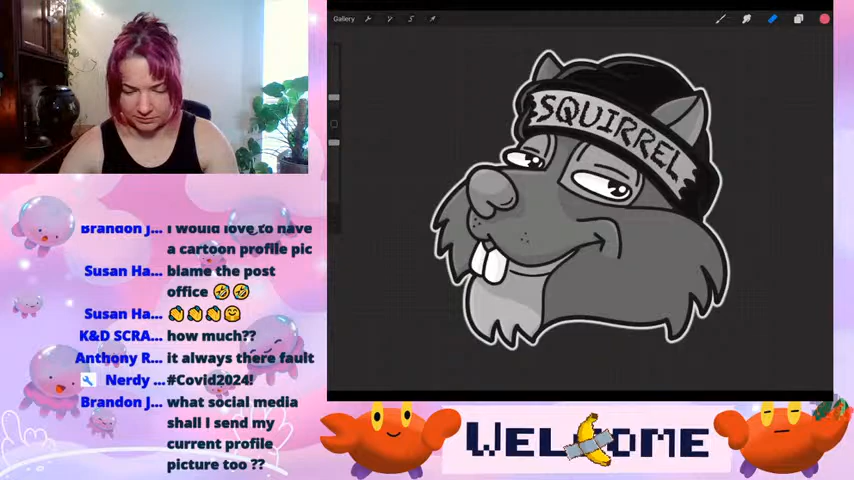 Gallery
SQUIRREL
Brandon J... I would love to have
a cartoon profile pic
Susan Ha... blame the post
office 🤣🤣
Susan Ha... 👏👏👏🤗
K&D SCRA... how much??
Anthony R... it always there fault
Nerdy ... #Covid2024!
Brandon J... what social media
shall I send my
current profile
picture too ??
WELCOME